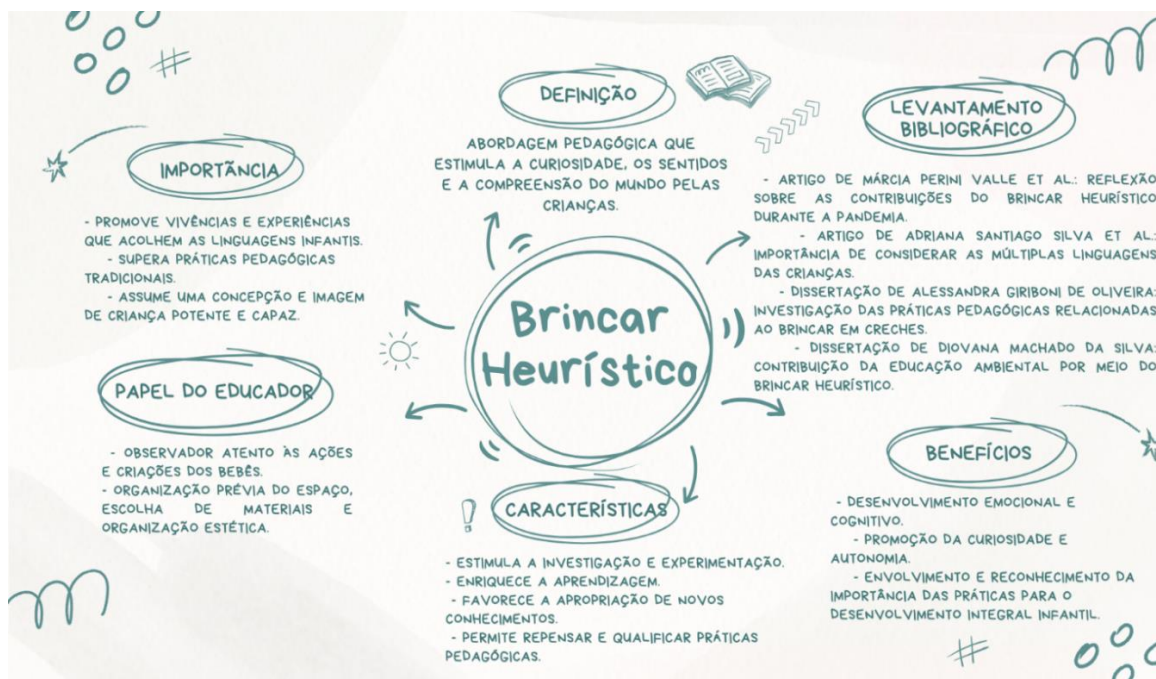 DEFINIÇÃO
ABORDAGEM PEDAGÓGICA QUE
ESTIMULA A CURIOSIDADE, OS SENTIDOS
E A COMPREENSÃO DO MUNDO PELAS
CRIANÇAS.
LEVANTAMENTO
BIBLIOGRÁFICO
- ARTIGO DE MÁRCIA PERINI VALLE ET AL.: REFLEXÃO
SOBRE AS CONTRIBUIÇÕES DO BRINCAR HEURÍSTICO
DURANTE A PANDEMIA.
- ARTIGO DE ADRIANA SANTIAGO SILVA ET AL.:
IMPORTÂNCIA DE CONSIDERAR AS MÚLTIPLAS LINGUAGENS
DAS CRIANÇAS.
- DISSERTAÇÃO DE ALESSANDRA GIRIBONI DE OLIVEIRA:
INVESTIGAÇÃO DAS PRÁTICAS PEDAGÓGICAS RELACIONADAS
AO BRINCAR EM CRECHES.
- DISSERTAÇÃO DE DIOVANA MACHADO DA SILVA:
CONTRIBUIÇÃO DA EDUCAÇÃO AMBIENTAL POR MEIO DO
BRINCAR HEURÍSTICO.
IMPORTÂNCIA
- PROMOVE VIVÊNCIAS E EXPERIÊNCIAS
QUE ACOLHEM AS LINGUAGENS INFANTIS.
- SUPERA PRÁTICAS PEDAGÓGICAS
TRADICIONAIS.
- ASSUME UMA CONCEPÇÃO E IMAGEM
DE CRIANÇA POTENTE E CAPAZ.
Brincar
Heurístico
PAPEL DO EDUCADOR
- OBSERVADOR ATENTO ÀS AÇÕES
E CRIAÇÕES DOS BEBÊS.
- ORGANIZAÇÃO PRÉVIA DO ESPAÇO,
ESCOLHA DE MATERIAIS E
ORGANIZAÇÃO ESTÉTICA.
CARACTERÍSTICAS
- ESTIMULA A INVESTIGAÇÃO E EXPERIMENTAÇÃO.
- ENRIQUECE A APRENDIZAGEM.
- FAVORECE A APROPRIAÇÃO DE NOVOS
CONHECIMENTOS.
- PERMITE REPENSAR E QUALIFICAR PRÁTICAS
PEDAGÓGICAS.
BENEFÍCIOS
- DESENVOLVIMENTO EMOCIONAL E
COGNITIVO.
- PROMOÇÃO DA CURIOSIDADE E
AUTONOMIA.
- ENVOLVIMENTO E RECONHECIMENTO DA
IMPORTÂNCIA DAS PRÁTICAS PARA O
DESENVOLVIMENTO INTEGRAL INFANTIL.